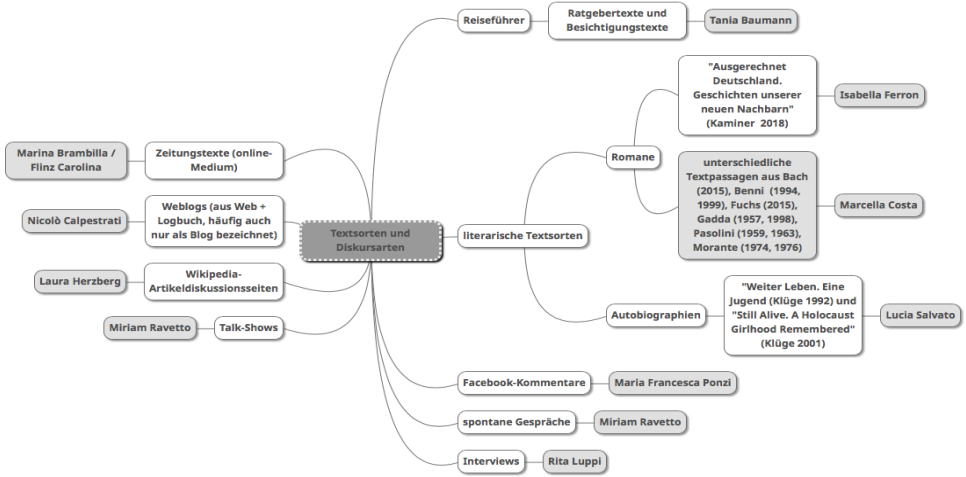 Reiseführer
Ratgebertexte und
Besichtigungstexte
Tania Baumann
"Ausgerechnet
Deutschland.
Geschichten unserer
neuen Nachbarn"
(Kaminer 2018)
Isabella Ferron
Romane
unterschiedliche
Textpassagen aus Bach
(2015), Benni (1994,
1999), Fuchs (2015),
Gadda (1957, 1998),
Pasolini (1959, 1963),
Morante (1974, 1976)
Marcella Costa
Marina Brambilla /
Flinz Carolina
Zeitungstexte (online-
Medium)
Nicolò Calpestrati
Weblogs (aus Web +
Logbuch, häufig auch
nur als Blog bezeichnet)
Textsorten und
Diskursarten
literarische Textsorten
Laura Herzberg
Wikipedia-
Artikeldiskussionsseiten
Miriam Ravetto
Talk-Shows
Autobiographien
"Weiter Leben. Eine
Jugend (Klüge 1992) und
"Still Alive. A Holocaust
Girlhood Remembered"
(Klüge 2001)
Lucia Salvato
Facebook-Kommentare
Maria Francesca Ponzi
spontane Gespräche
Miriam Ravetto
Interviews
Rita Luppi